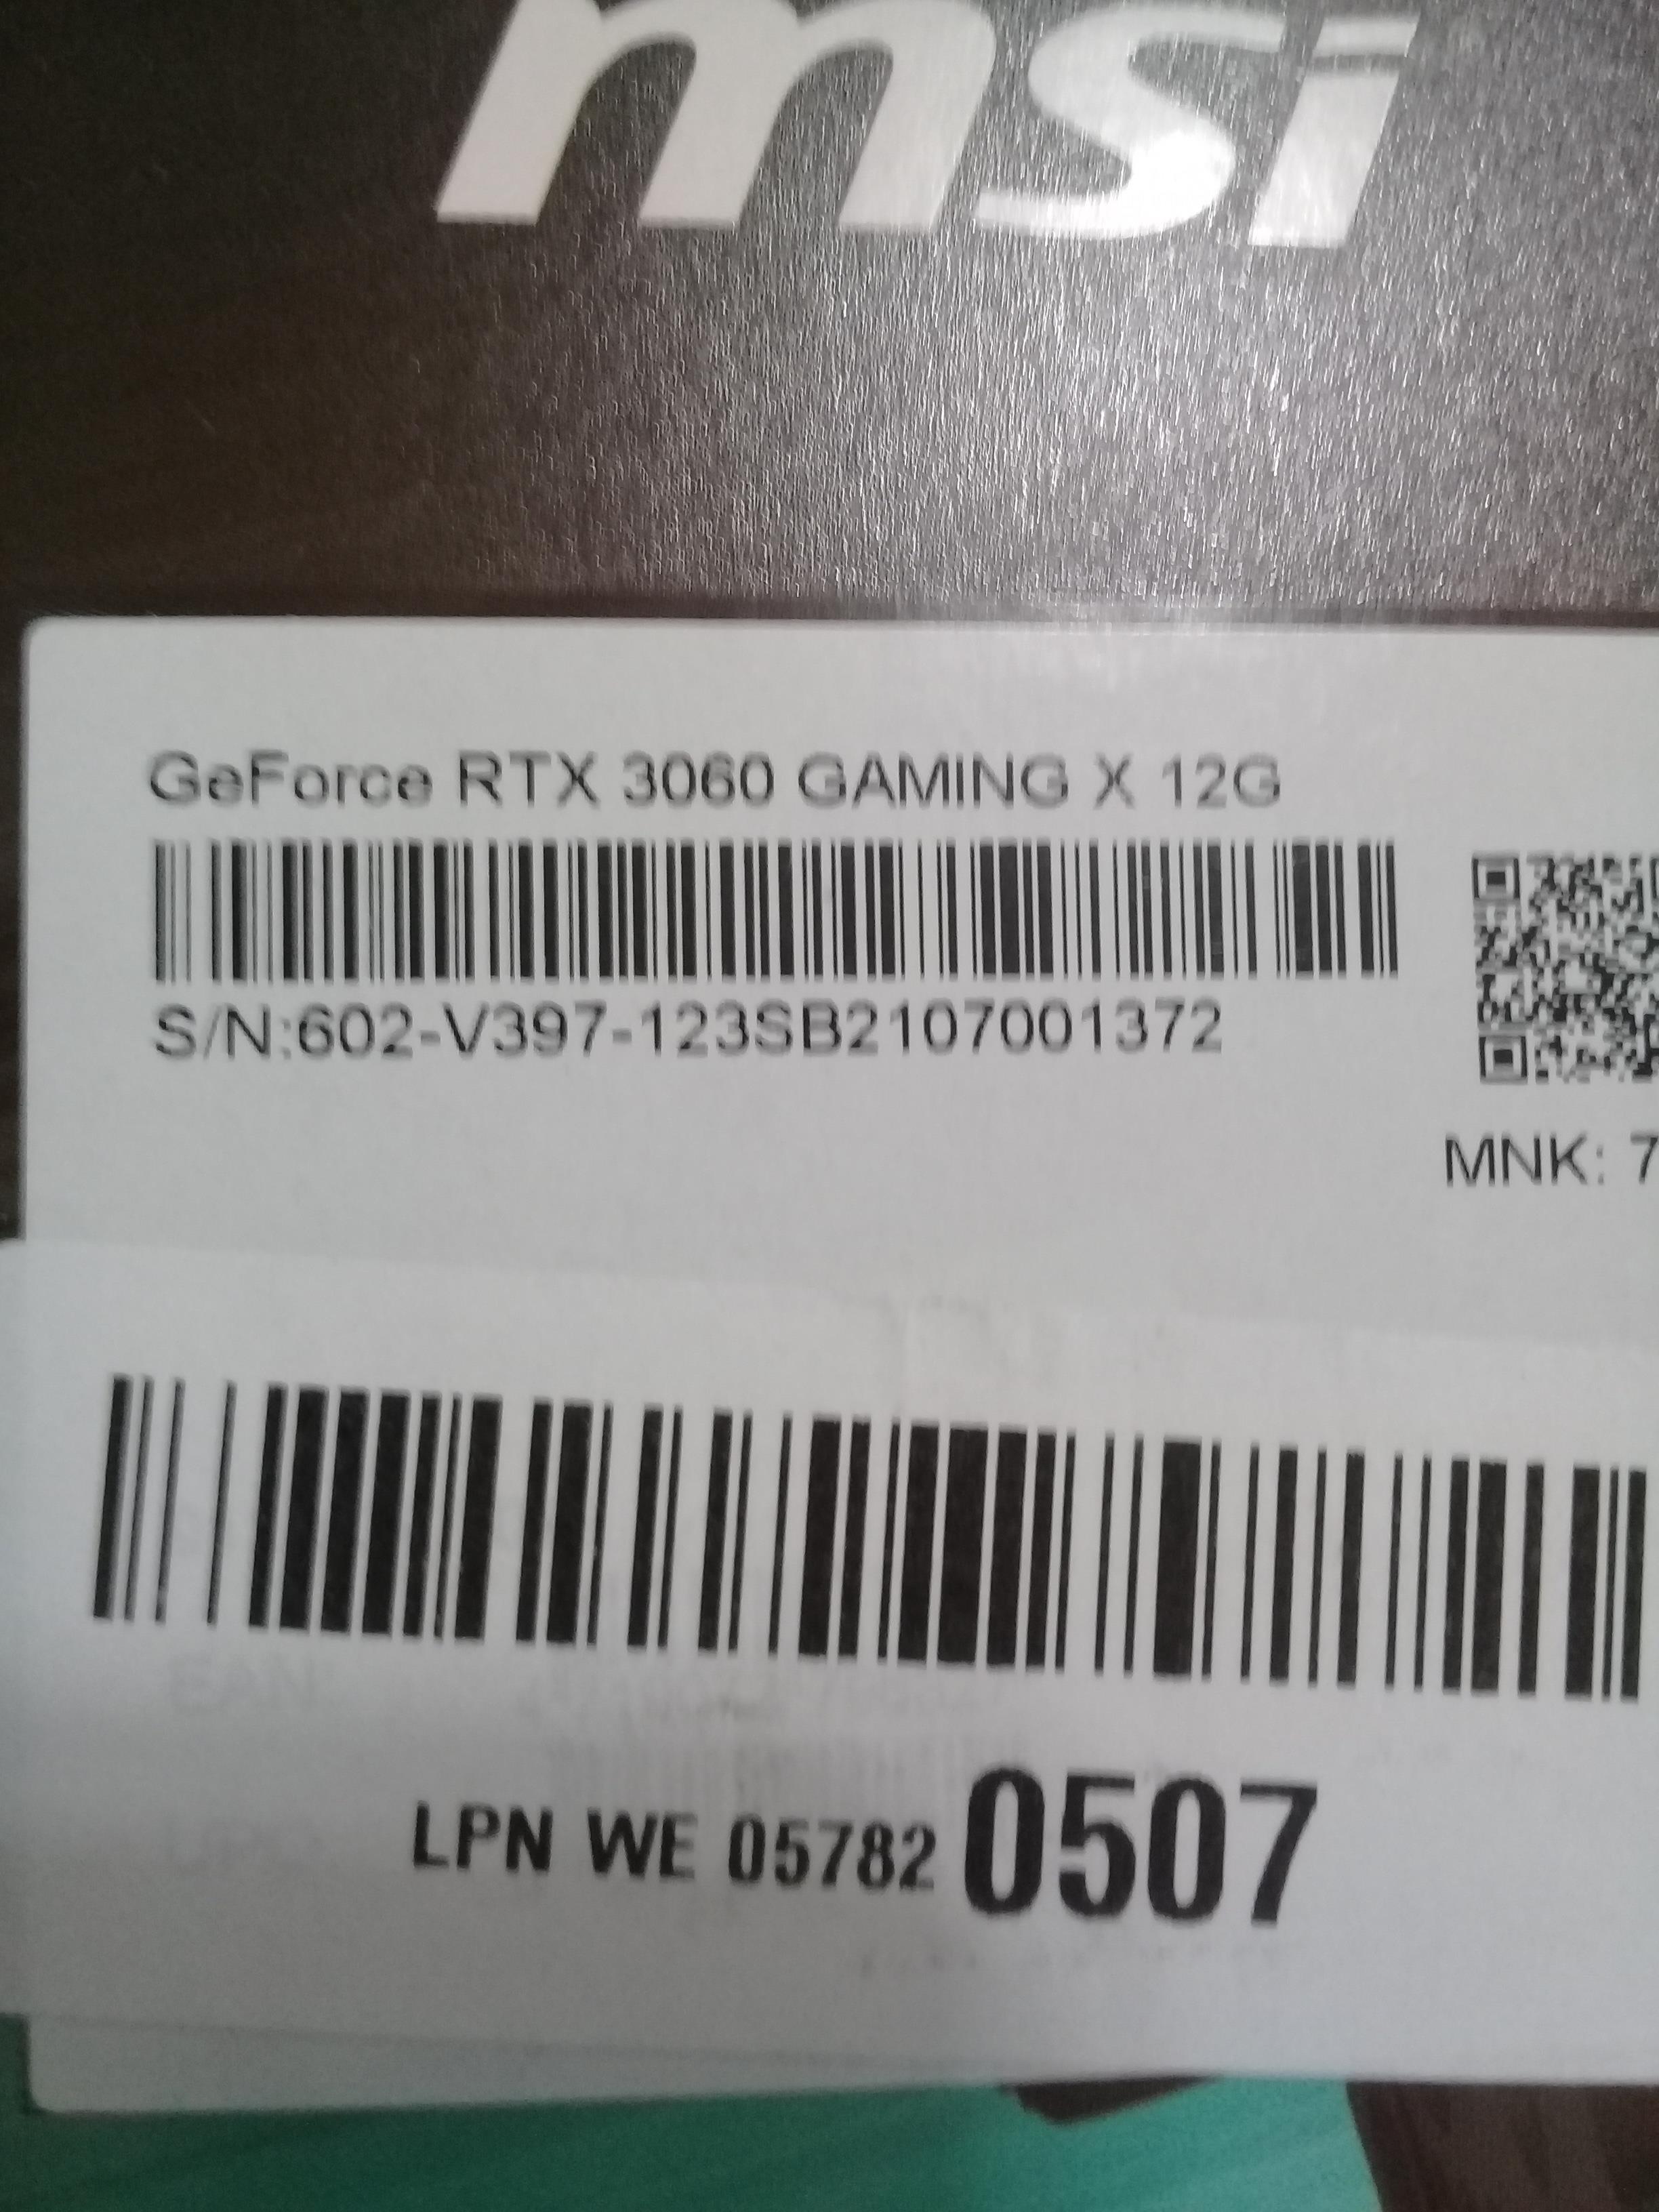 msi
GeForce RTX 3060 GAMING X 12G
S/N:602-V397-123SB2107001372
MNK: 7
LPN WE 05782 0507